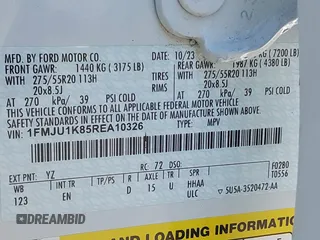 MFD. BY FORD MOTOR CO.
10/23 KG (7200 LB)
FRONT GAWR: 1440 KG (3175 LB) REAR GAWR: 1987 KG (4380 LB)
WITH WITH
275/55R20 113H TIRES 275/55R20 113H
20x8.5J RIMS 20x8.5J
AT 270 kPa/ 39 PSI COLD AT 270 kPa/ 39 PSI COLD
THIS VEHICLE CONFORMS TO ALL APPLICABLE FEDERAL MOTOR VEHICLE
SAFETY STANDARDS IN EFFECT ON THE DATE OF MANUFACTURE SHOWN ABOVE.
VIN: 1FMJU1K85REA10326
TYPE: MPV
EXT PNT: YZ RC: 72 DSO: F0280
T0556
WB INT TR TP/PS R AXLE TR SPR
123 EN D 15 U HHAA
ULC 5U5A-3520472-AA
AUTOBIDMASTER